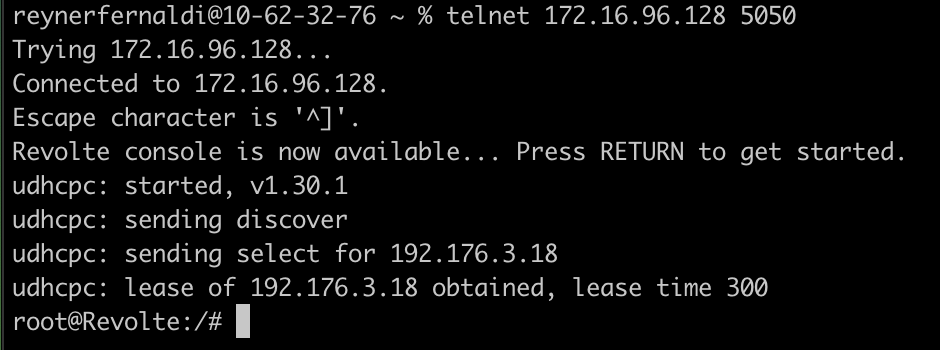 reynerfernaldi@10-62-32-76 ~ % telnet 172.16.96.128 5050
Trying 172.16.96.128...
Connected to 172.16.96.128.
Escape character is '^]'.
Revolte console is now available... Press RETURN to get started.
udhcpc: started, v1.30.1
udhcpc: sending discover
udhcpc: sending select for 192.176.3.18
udhcpc: lease of 192.176.3.18 obtained, lease time 300
root@Revolte:/#